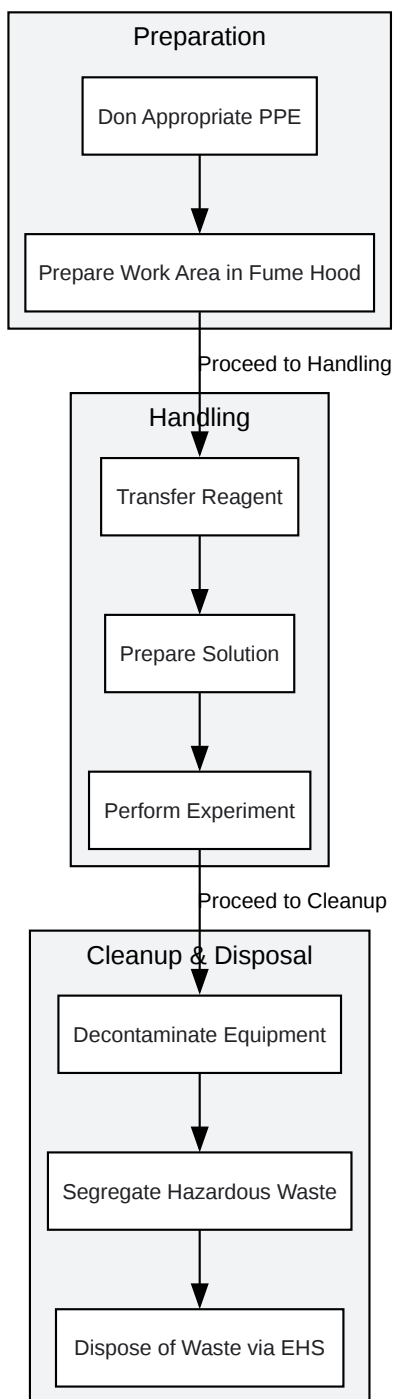 Preparation
Don Appropriate PPE
Prepare Work Area in Fume Hood
Proceed to Handling
Handling
Transfer Reagent
Prepare Solution
Perform Experiment
Proceed to Cleanup
Cleanup & Disposal
Decontaminate Equipment
Segregate Hazardous Waste
Dispose of Waste via EHS